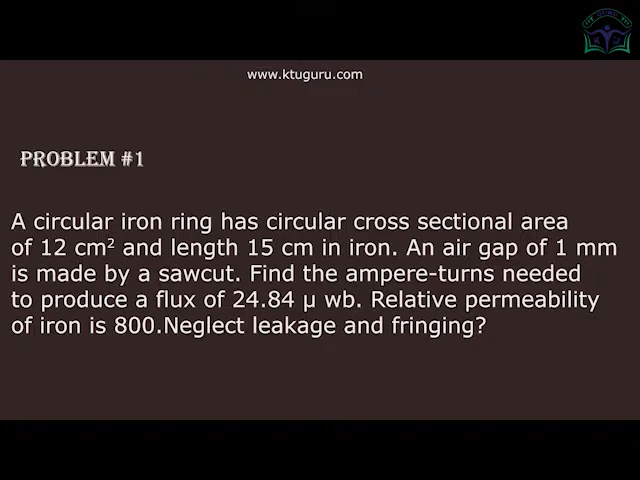 www.ktuguru.com
PROBLEM #1
A circular iron ring has circular cross sectional area
of 12 cm² and length 15 cm in iron. An air gap of 1 mm
is made by a sawcut. Find the ampere-turns needed
to produce a flux of 24.84 µ wb. Relative permeability
of iron is 800.Neglect leakage and fringing?